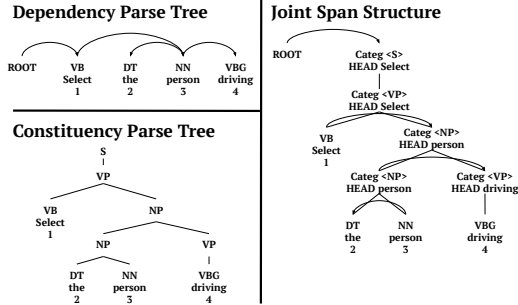 Dependency Parse Tree
ROOT VB DT NN VBG
Select the person driving
1 2 3 4
Constituency Parse Tree
S
VP
VB NP
Select
1
NP VP
DT NN VBG
the person driving
2 3 4
Joint Span Structure
ROOT Categ <S>
HEAD Select
Categ <VP>
HEAD Select
VB Categ <NP>
Select HEAD person
1
Categ <NP> Categ <VP>
HEAD person HEAD driving
DT NN VBG
the person driving
2 3 4